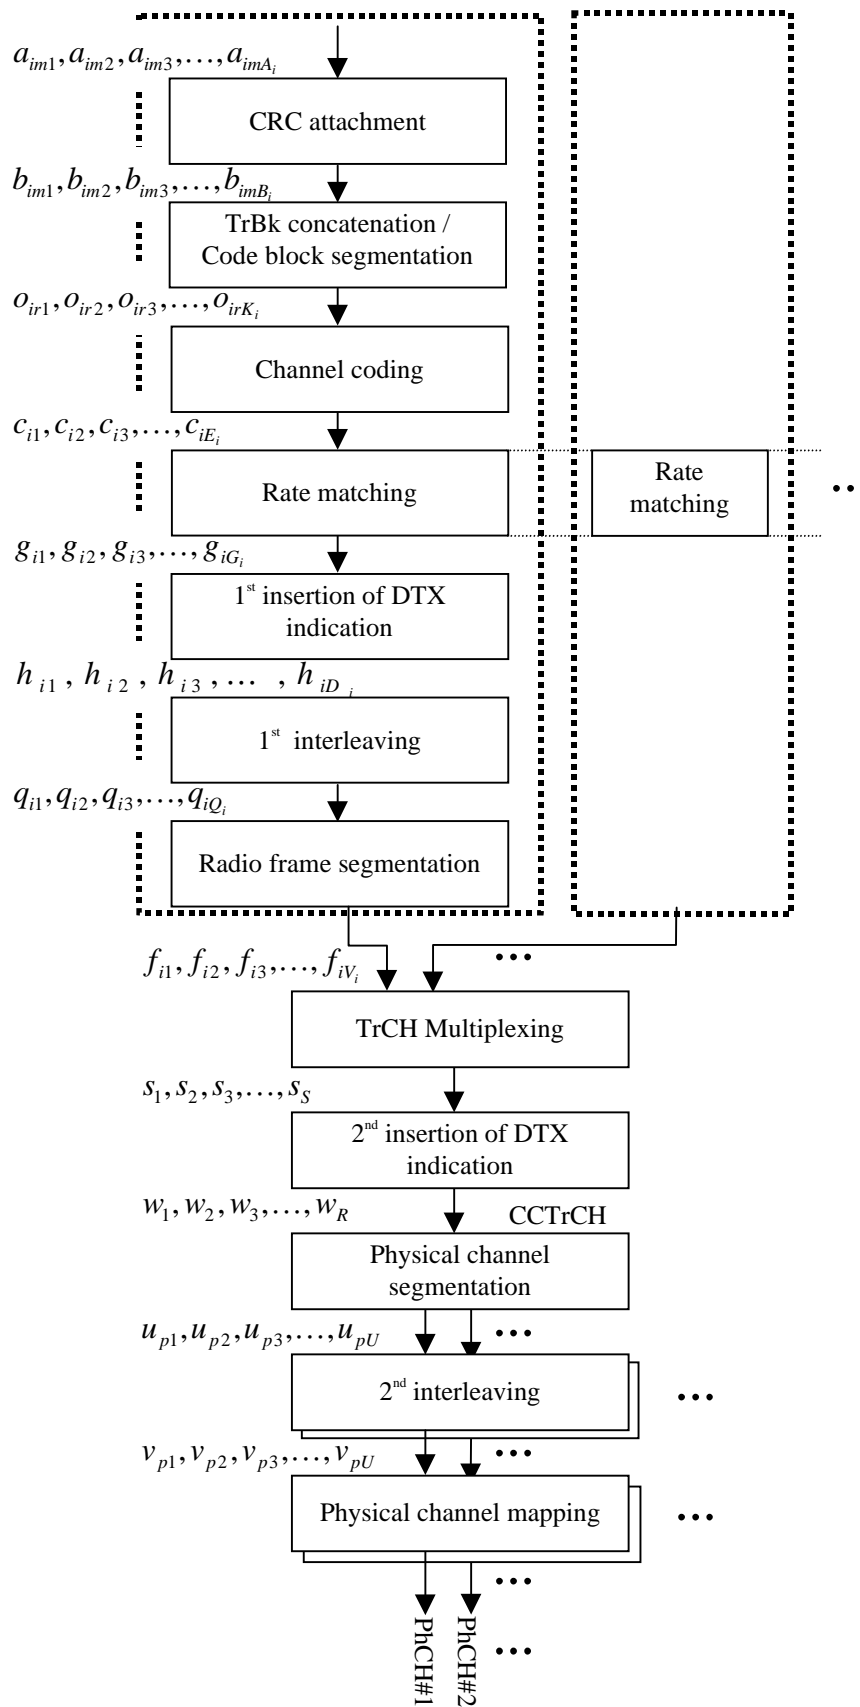 a_{im1}, a_{im2}, a_{im3}, ..., a_{imA_i}
CRC attachment
b_{im1}, b_{im2}, b_{im3}, ..., b_{imB_i}
TrBk concatenation /
Code block segmentation
o_{ir1}, o_{ir2}, o_{ir3}, ..., o_{irK_i}
Channel coding
c_{i1}, c_{i2}, c_{i3}, ..., c_{iE_i}
Rate matching
Rate
matching
...
g_{i1}, g_{i2}, g_{i3}, ..., g_{iG_i}
1st insertion of DTX
indication
h_{i1}, h_{i2}, h_{i3}, ..., h_{iD_i}
1st interleaving
q_{i1}, q_{i2}, q_{i3}, ..., q_{iQ_i}
Radio frame segmentation
f_{i1}, f_{i2}, f_{i3}, ..., f_{iV_i}
...
TrCH Multiplexing
s_1, s_2, s_3, ..., s_S
2nd insertion of DTX
indication
w_1, w_2, w_3, ..., w_R
CCTrCH
Physical channel
segmentation
u_{p1}, u_{p2}, u_{p3}, ..., u_{pU}
...
2nd interleaving
...
v_{p1}, v_{p2}, v_{p3}, ..., v_{pU}
...
Physical channel mapping
...
...
PhCH#1
PhCH#2
...